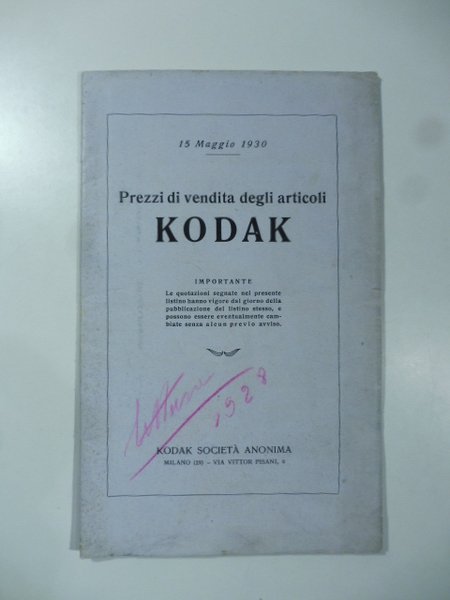 15 Maggio 1930
Prezzi di vendita degli articoli
KODAK
IMPORTANTE
Le quotazioni segnate nel presente
listino hanno vigore dal giorno della
pubblicazione del listino stesso, e
possono essere eventualmente cam-
biate senza alcun previo avviso.
1928
KODAK SOCIETÀ ANONIMA
MILANO (29) - VIA VITTOR PISANI, 6